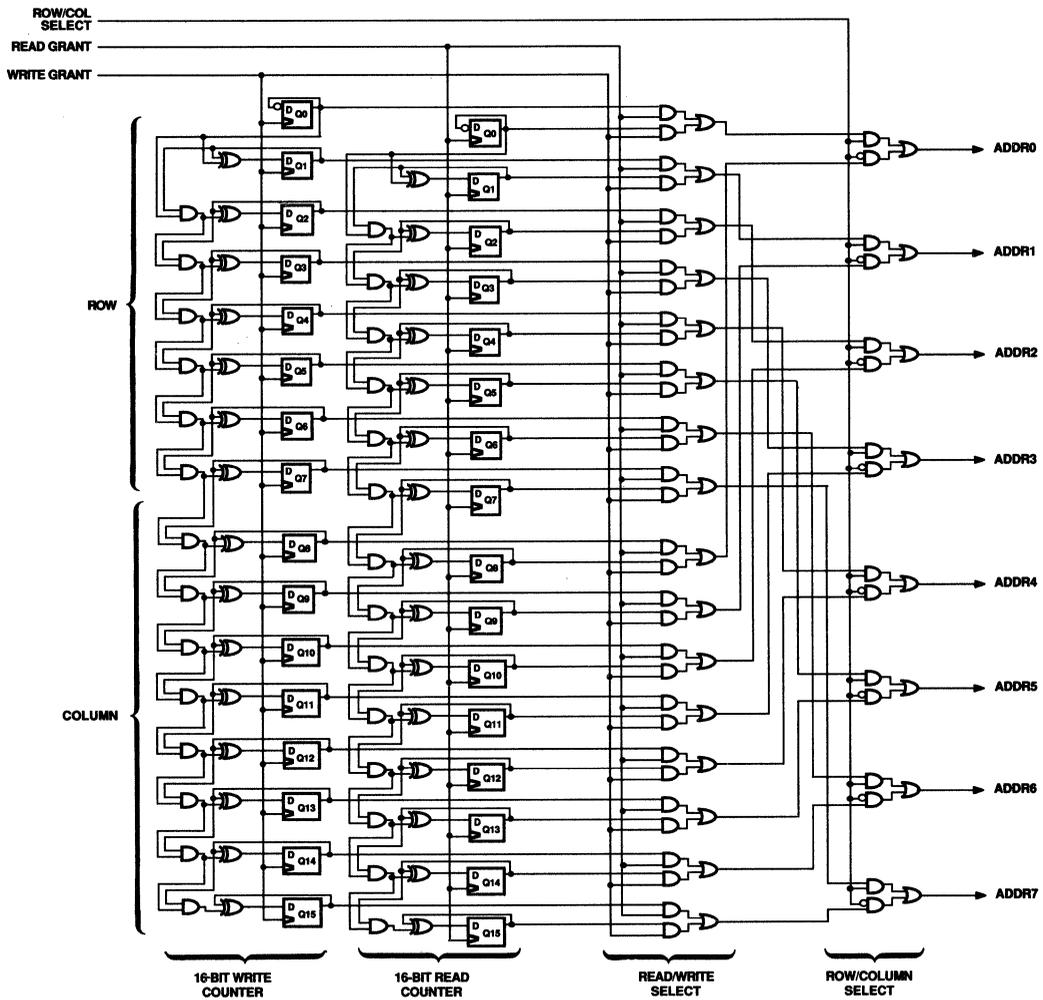 ROW/COL
SELECT
READ GRANT
WRITE GRANT
D Q0
D Q0
ADDR0
D Q1
D Q1
D Q2
D Q2
ADDR1
D Q3
D Q3
ROW
D Q4
D Q4
ADDR2
D Q5
D Q5
D Q6
D Q6
ADDR3
D Q7
D Q7
D Q8
D Q8
ADDR4
D Q9
D Q9
D Q10
D Q10
ADDR5
COLUMN
D Q11
D Q11
D Q12
D Q12
ADDR6
D Q13
D Q13
D Q14
D Q14
ADDR7
D Q15
D Q15
16-BIT WRITE
COUNTER
16-BIT READ
COUNTER
READ/WRITE
SELECT
ROW/COLUMN
SELECT